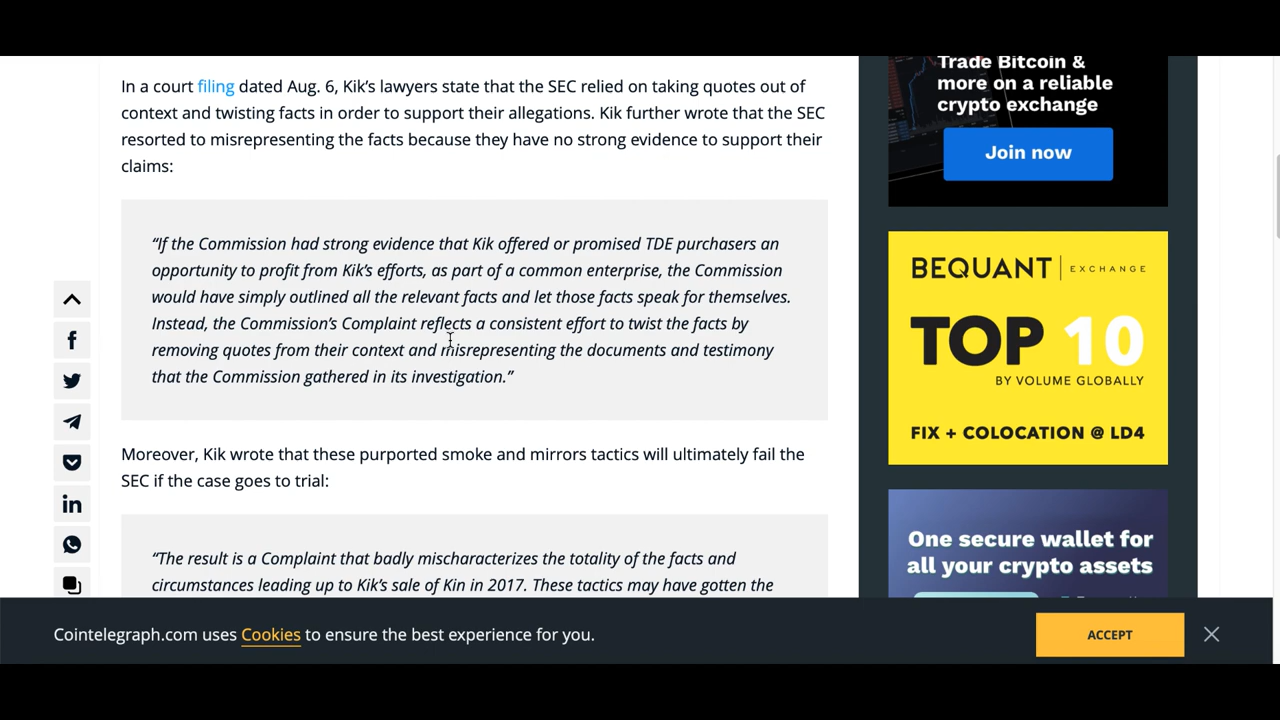 In a court filing dated Aug. 6, Kik’s lawyers state that the SEC relied on taking quotes out of
context and twisting facts in order to support their allegations. Kik further wrote that the SEC
resorted to misrepresenting the facts because they have no strong evidence to support their
claims:
“If the Commission had strong evidence that Kik offered or promised TDE purchasers an
opportunity to profit from Kik’s efforts, as part of a common enterprise, the Commission
would have simply outlined all the relevant facts and let those facts speak for themselves.
Instead, the Commission’s Complaint reflects a consistent effort to twist the facts by
removing quotes from their context and misrepresenting the documents and testimony
that the Commission gathered in its investigation.”
Moreover, Kik wrote that these purported smoke and mirrors tactics will ultimately fail the
SEC if the case goes to trial:
“The result is a Complaint that badly mischaracterizes the totality of the facts and
circumstances leading up to Kik’s sale of Kin in 2017. These tactics may have gotten the
Trade Bitcoin &
more on a reliable
crypto exchange
Join now
BEQUANT EXCHANGE
TOP 10
BY VOLUME GLOBALLY
FIX + COLOCATION @ LD4
One secure wallet for
all your crypto assets
Cointelegraph.com uses Cookies to ensure the best experience for you.
ACCEPT